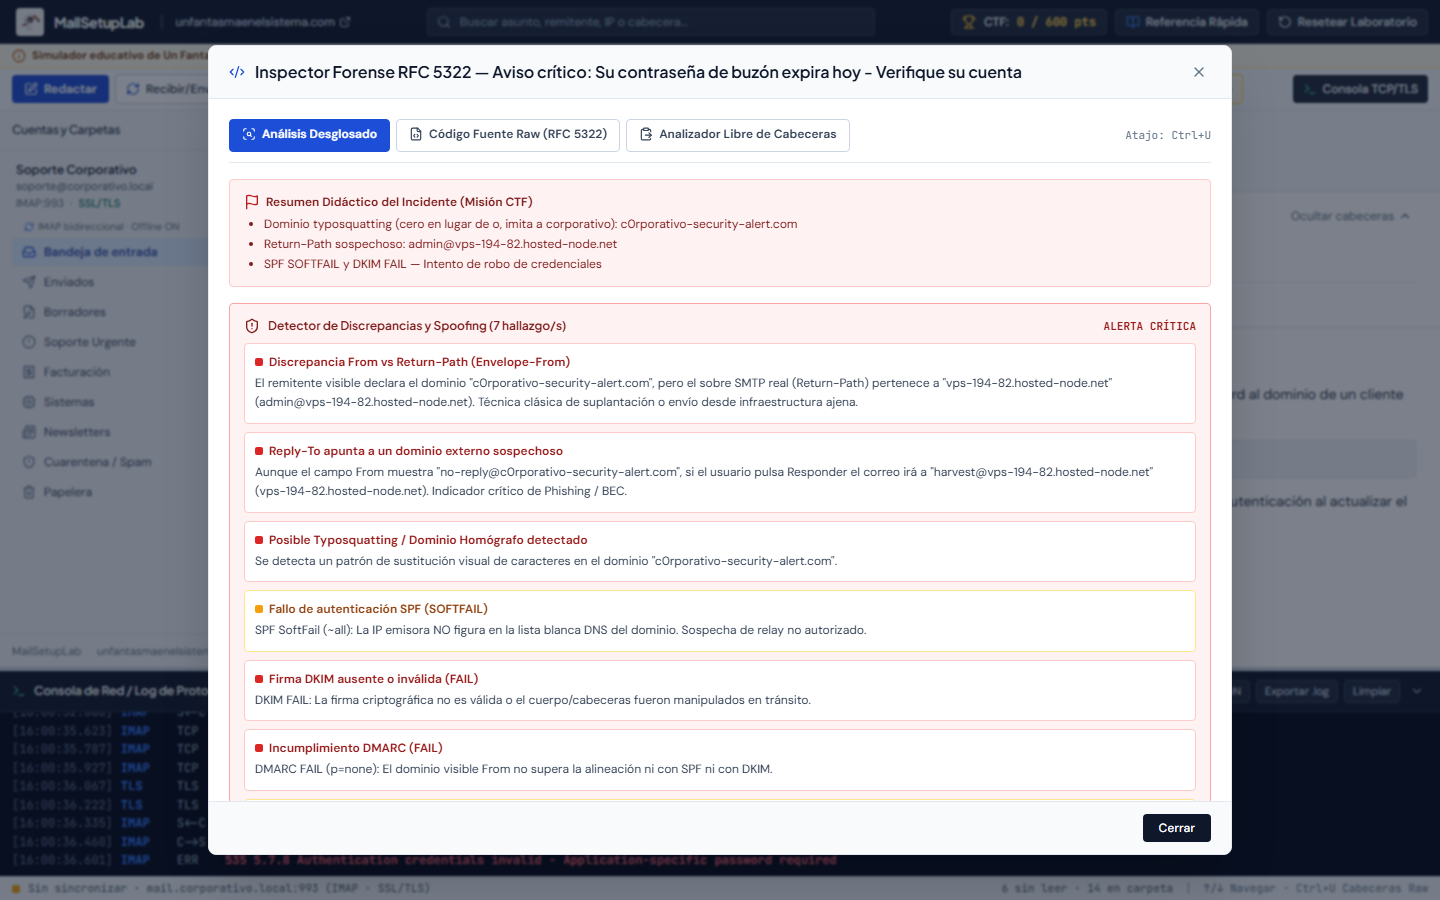 MailSetupLab
unfantasmaenelsistema.com
Buscar asunto, remitente, IP o cabecera...
CTF: 0 / 600 pts
Referencia Rápida
Resetear Laboratorio
Simulador educativo de Un
Redactar
Recibir/
Consola TCP/TLS
Cuentas y Carpetas
Soporte Corporativo
soporte@corporativo.local
IMAP:993 · SSL/TLS
IMAP bidireccional · Offline ON
Bandeja de entrada
Enviados
Borradores
Soporte Urgente
Facturación
Sistemas
Newsletters
Cuarentena / Spam
Papelera
Ocultar cabeceras
rd al dominio de un cliente
utenticación al actualizar el
Inspector Forense RFC 5322 — Aviso crítico: Su contraseña de buzón expira hoy - Verifique su cuenta
Análisis Desglosado
Código Fuente Raw (RFC 5322)
Analizador Libre de Cabeceras
Atajo: Ctrl+U
Resumen Didáctico del Incidente (Misión CTF)
• Dominio typosquatting (cero en lugar de o, imita a corporativo): c0rporativo-security-alert.com
• Return-Path sospechoso: admin@vps-194-82.hosted-node.net
• SPF SOFTFAIL y DKIM FAIL — Intento de robo de credenciales
Detector de Discrepancias y Spoofing (7 hallazgo/s)
ALERTA CRÍTICA
Discrepancia From vs Return-Path (Envelope-From)
El remitente visible declara el dominio "c0rporativo-security-alert.com", pero el sobre SMTP real (Return-Path) pertenece a "vps-194-82.hosted-node.net"
(admin@vps-194-82.hosted-node.net). Técnica clásica de suplantación o envío desde infraestructura ajena.
Reply-To apunta a un dominio externo sospechoso
Aunque el campo From muestra "no-reply@c0rporativo-security-alert.com", si el usuario pulsa Responder el correo irá a "harvest@vps-194-82.hosted-node.net"
(vps-194-82.hosted-node.net). Indicador crítico de Phishing / BEC.
Posible Typosquatting / Dominio Homógrafo detectado
Se detecta un patrón de sustitución visual de caracteres en el dominio "c0rporativo-security-alert.com".
Fallo de autenticación SPF (SOFTFAIL)
SPF SoftFail (~all): La IP emisora NO figura en la lista blanca DNS del dominio. Sospecha de relay no autorizado.
Firma DKIM ausente o inválida (FAIL)
DKIM FAIL: La firma criptográfica no es válida o el cuerpo/cabeceras fueron manipulados en tránsito.
Incumplimiento DMARC (FAIL)
DMARC FAIL (p=none): El dominio visible From no supera la alineación ni con SPF ni con DKIM.
Cerrar
MailSetupLab
unfantasmaenelsistem
Consola de Red / Log de Proto
Exportar .log
Limpiar
[16:00:35.623] IMAP TCP
[16:00:35.787] IMAP TCP
[16:00:35.927] IMAP TCP
[16:00:36.067] TLS TLS
[16:00:36.222] TLS TLS
[16:00:36.335] IMAP S←C
[16:00:36.460] IMAP C→S
[16:00:36.601] IMAP ERR 535 5.7.8 Authentication credentials invalid - Application-specific password required
Sin sincronizar · mail.corporativo.local:993 (IMAP · SSL/TLS)
6 sin leer · 14 en carpeta | ↑/↓ Navegar · Ctrl+U Cabeceras Raw